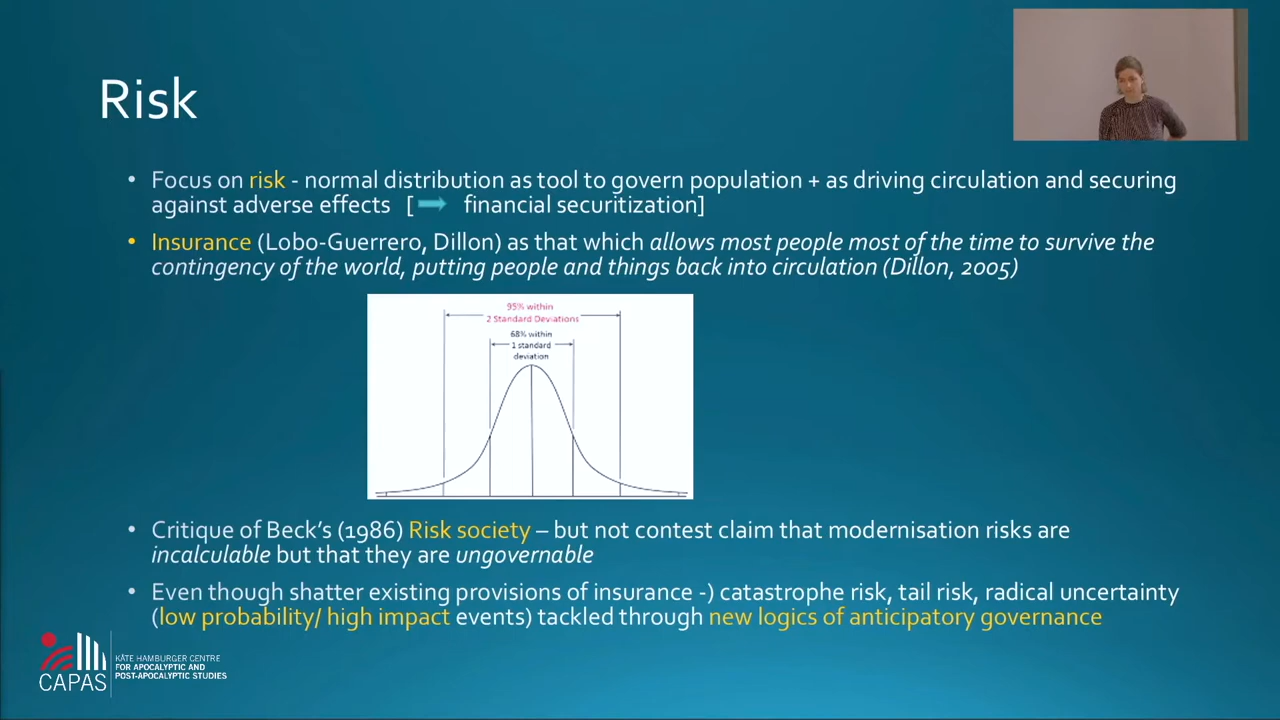 Risk
• Focus on risk - normal distribution as tool to govern population + as driving circulation and securing
against adverse effects [ ➡ financial securitization]
• Insurance (Lobo-Guerrero, Dillon) as that which allows most people most of the time to survive the
contingency of the world, putting people and things back into circulation (Dillon, 2005)
95% within
2 Standard Deviations
68% within
1 standard
deviation
• Critique of Beck's (1986) Risk society – but not contest claim that modernisation risks are
incalculable but that they are ungovernable
• Even though shatter existing provisions of insurance -) catastrophe risk, tail risk, radical uncertainty
(low probability/ high impact events) tackled through new logics of anticipatory governance
CAPAS
KÄTE HAMBURGER CENTRE
FOR APOCALYPTIC AND
POST-APOCALYPTIC STUDIES